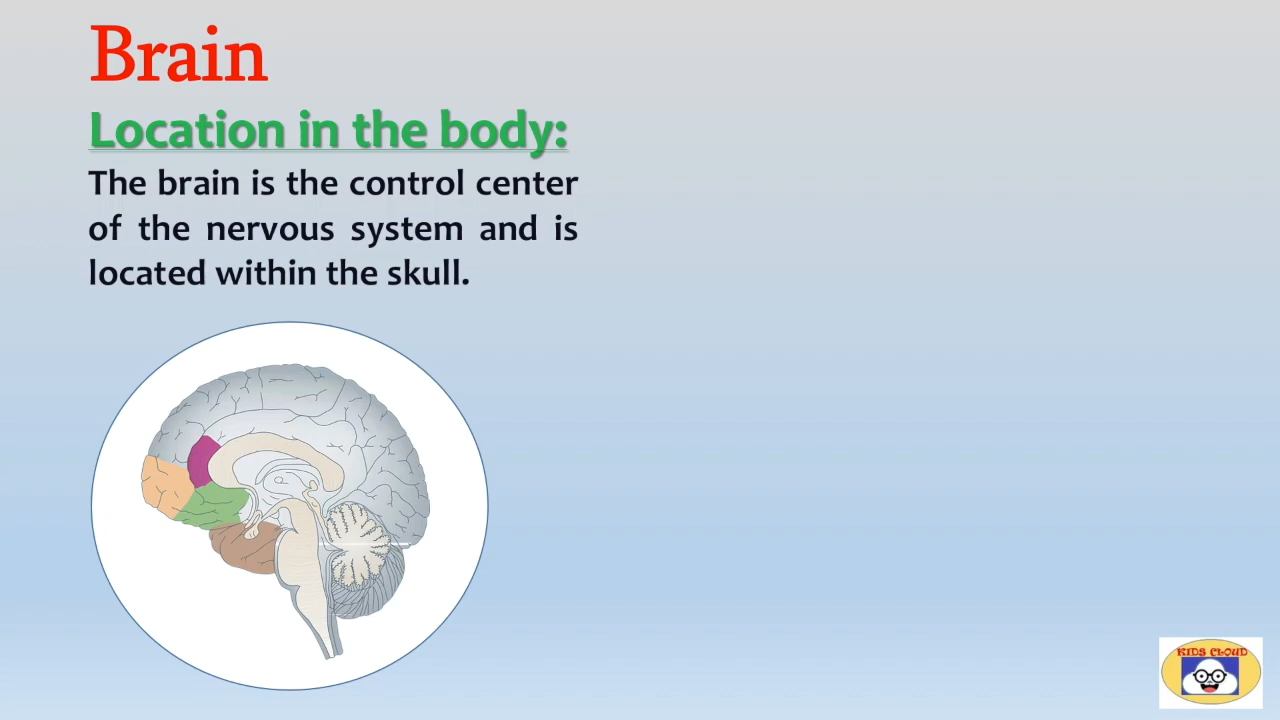 Brain
Location in the body:
The brain is the control center
of the nervous system and is
located within the skull.
KIDS CLOUD